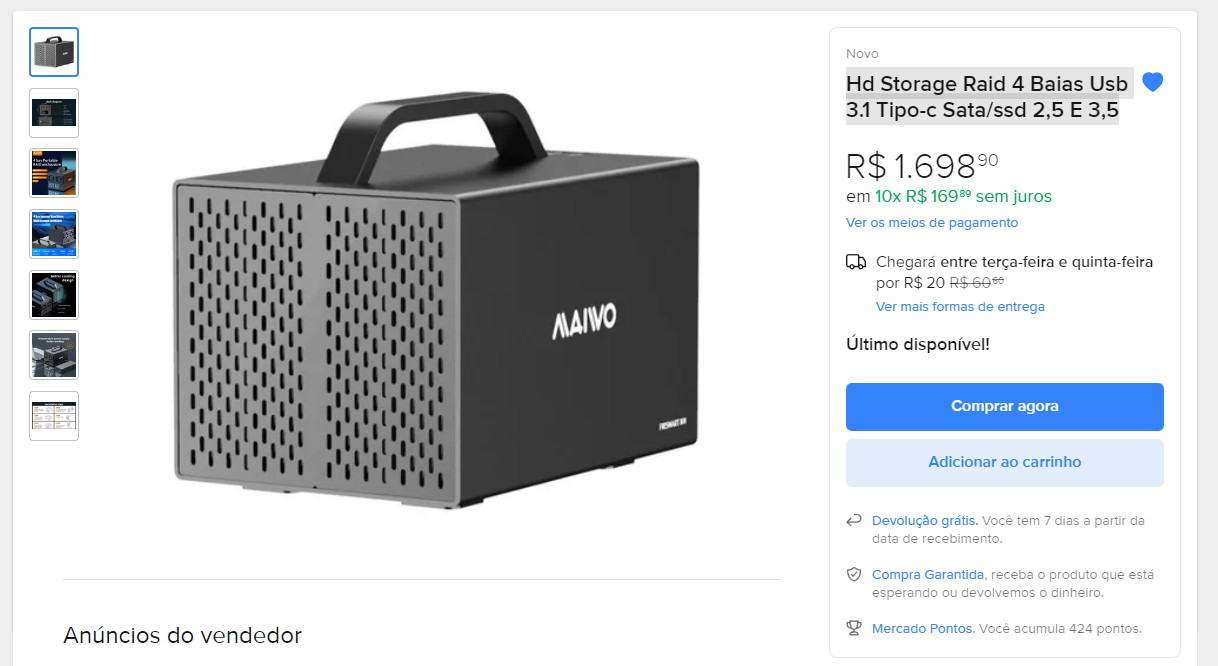 Novo
Hd Storage Raid 4 Baias Usb
3.1 Tipo-c Sata/ssd 2,5 E 3,5
R$ 1.698 90
em 10x R$ 169 89 sem juros
Ver os meios de pagamento
Chegará entre terça-feira e quinta-feira
por R$ 20 R$ 60 60
Ver mais formas de entrega
Último disponível!
Comprar agora
Adicionar ao carrinho
Devolução grátis. Você tem 7 dias a partir da
data de recebimento.
Compra Garantida, receba o produto que está
esperando ou devolvemos o dinheiro.
Mercado Pontos. Você acumula 424 pontos.
MAIWO
Anúncios do vendedor